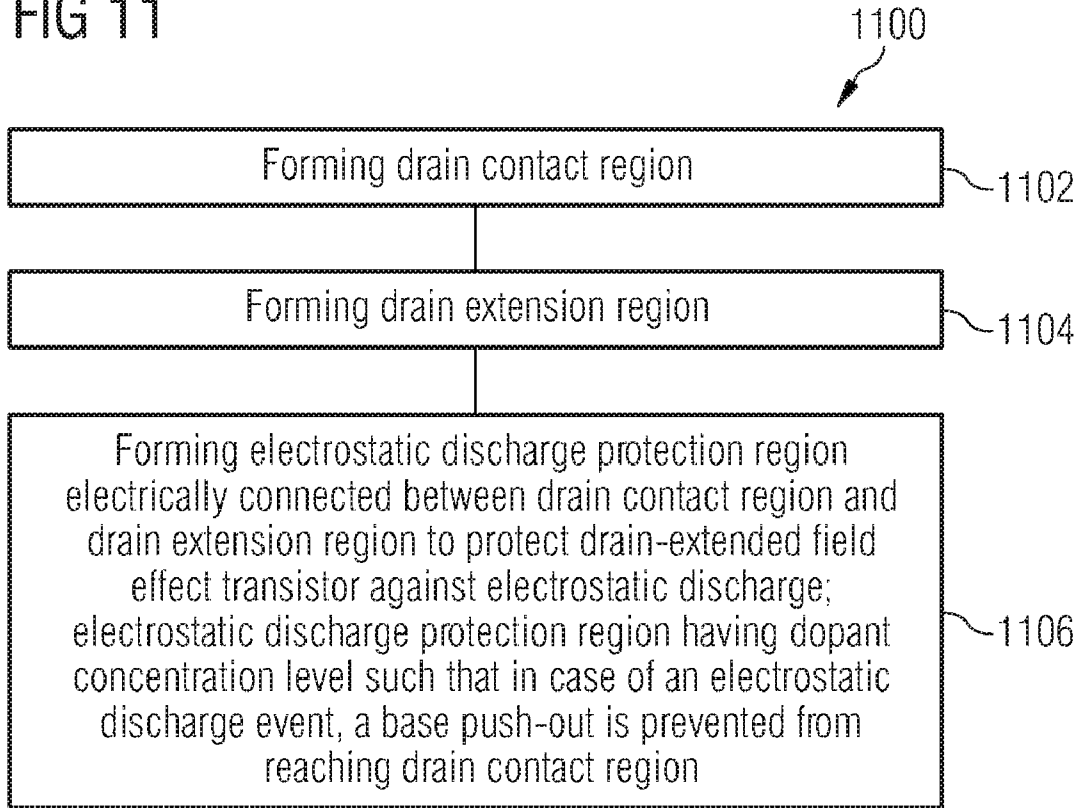 FIG 11
1100
Forming drain contact region
1102
Forming drain extension region
1104
Forming electrostatic discharge protection region
electrically connected between drain contact region and
drain extension region to protect drain-extended field
effect transistor against electrostatic discharge;
electrostatic discharge protection region having dopant
concentration level such that in case of an electrostatic
discharge event, a base push-out is prevented from
reaching drain contact region
1106